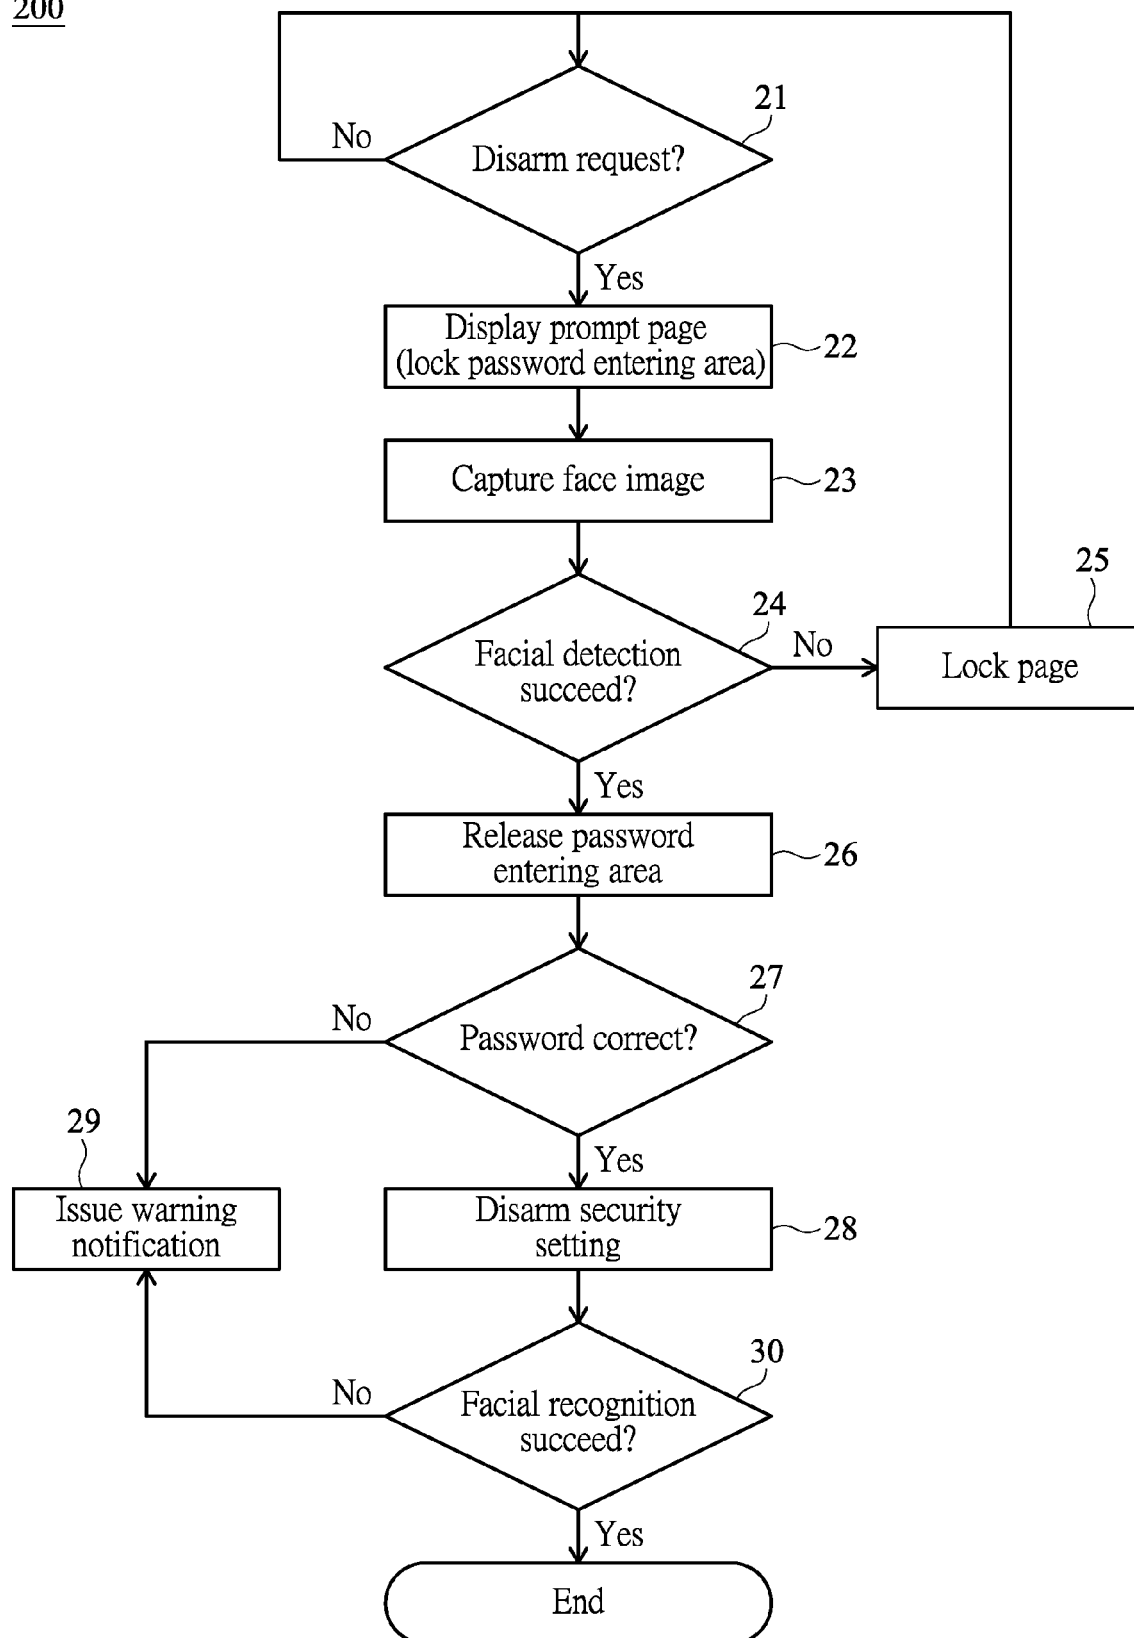 200
21
No
Disarm request?
Yes
Display prompt page
(lock password entering area)
22
Capture face image
23
24
25
Facial detection
succeed?
No
Lock page
Yes
Release password
entering area
26
27
No
Password correct?
29
Yes
Issue warning
notification
Disarm security
setting
28
30
No
Facial recognition
succeed?
Yes
End